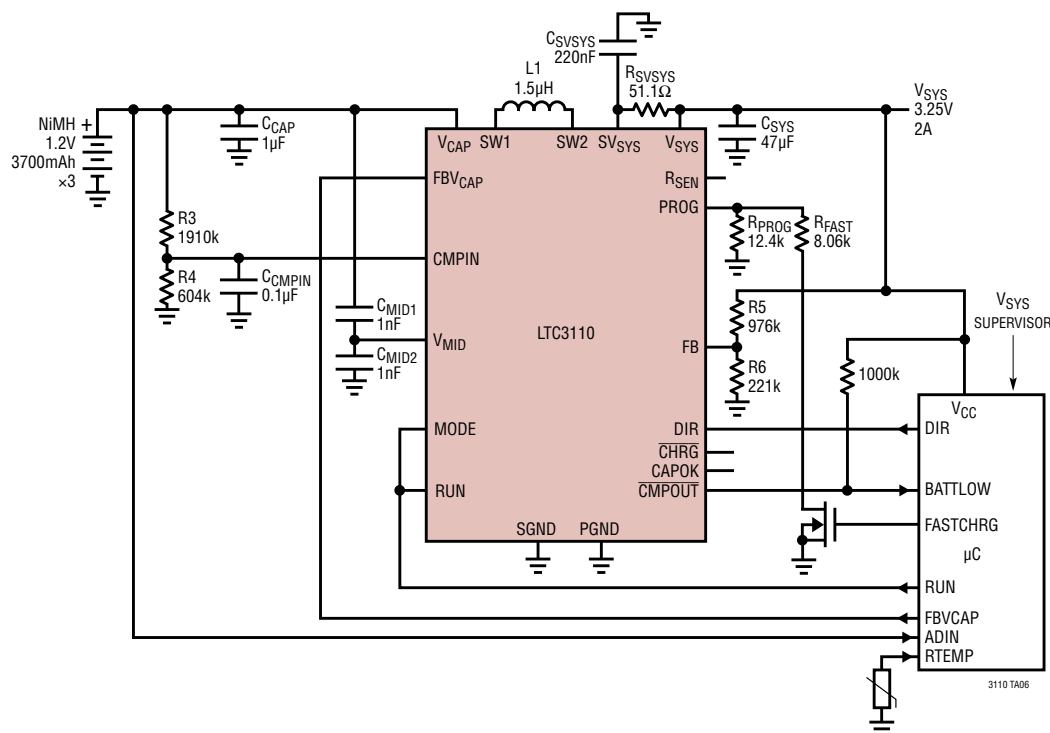 CSVSYS
220nF
L1
1.5µH
RSVSYS
51.1Ω
VSYS
3.25V
2A
NiMH +
1.2V
3700mAh
×3
CCAP
1µF
VCAP SW1 SW2 SVSYS VSYS
CSYS
47µF
FBVCAP
RSEN
PROG
RPROG
12.4k
RFAST
8.06k
R3
1910k
CMPIN
R4
604k
CCMPIN
0.1µF
CMID1
1nF
VMID
CMID2
1nF
LTC3110
R5
976k
FB
R6
221k
VSYS
SUPERVISOR
1000k
VCC
MODE
DIR
DIR
CHRG
CAPOK
RUN
CMPOUT
BATTLOW
SGND PGND
FASTCHRG
µC
RUN
FBVCAP
ADIN
RTEMP
3110 TA06